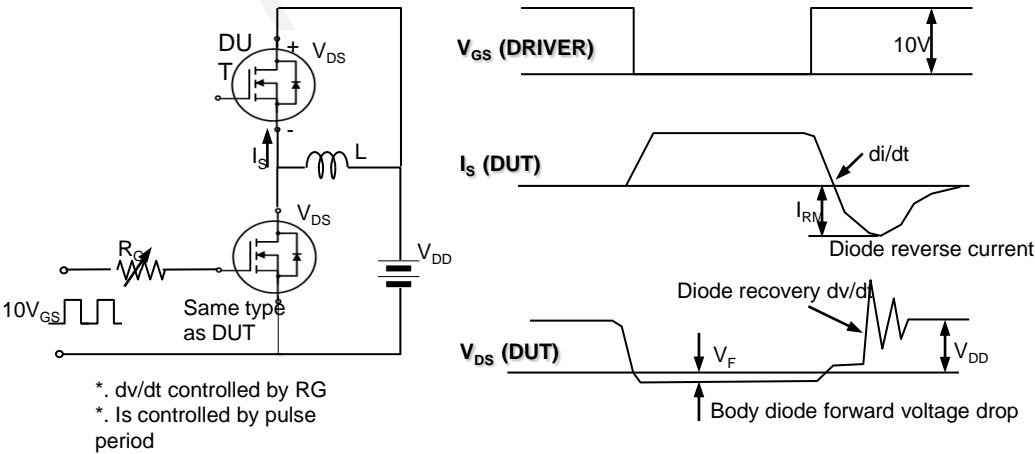 DU
T
+
V_DS
-
I_S
L
V_DS
R_G
V_DD
10V_GS
Same type
as DUT
*. dv/dt controlled by RG
*. Is controlled by pulse
period
V_GS (DRIVER)
10V
I_S (DUT)
di/dt
I_RM
Diode reverse current
Diode recovery dv/dt
V_DS (DUT)
V_F
V_DD
Body diode forward voltage drop